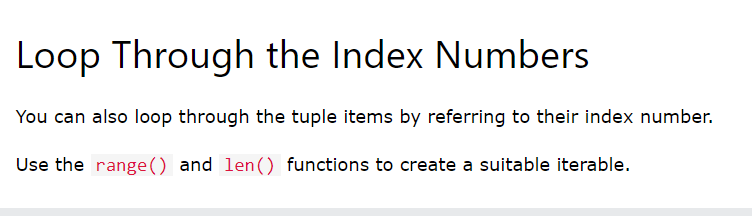 Loop Through the Index Numbers
You can also loop through the tuple items by referring to their index number.
Use the range() and len() functions to create a suitable iterable.